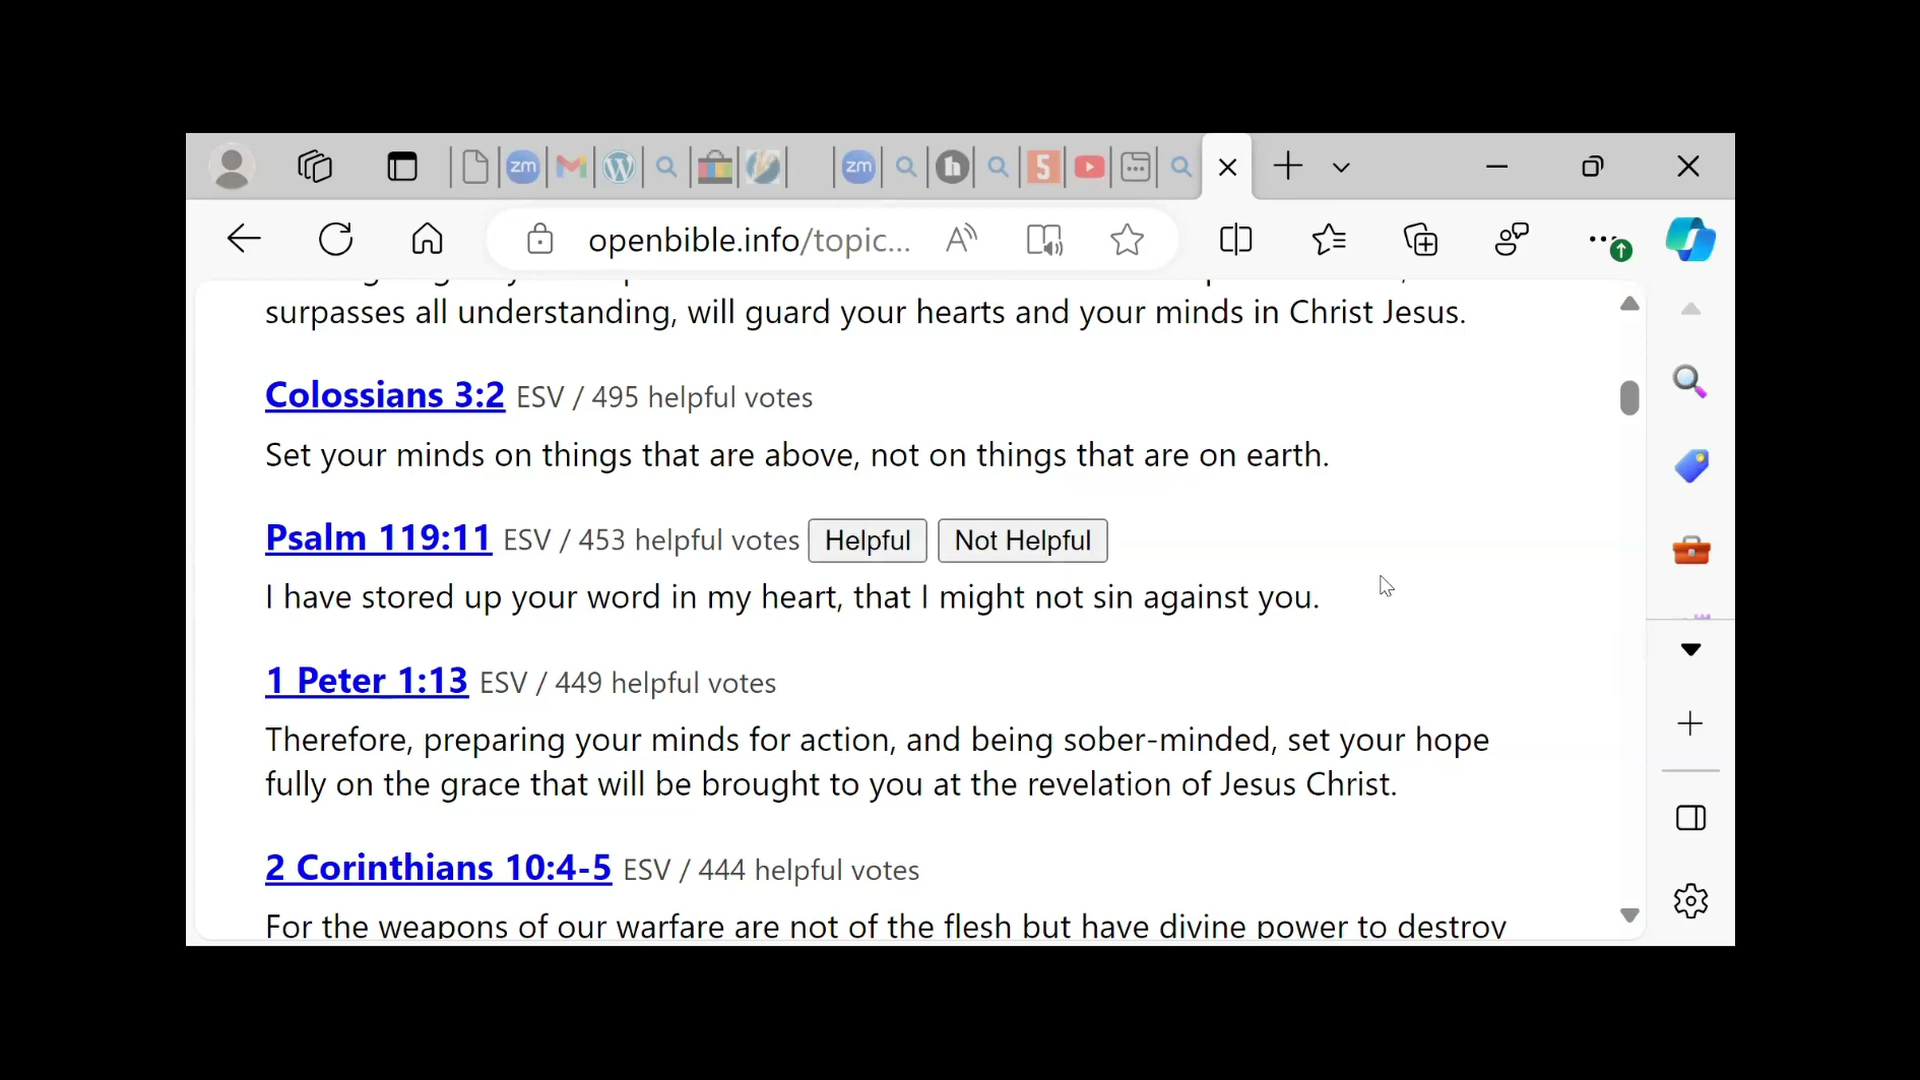 zm
zm
h
5
openbible.info/topic...
surpasses all understanding, will guard your hearts and your minds in Christ Jesus.
Colossians 3:2 ESV / 495 helpful votes
Set your minds on things that are above, not on things that are on earth.
Psalm 119:11 ESV / 453 helpful votes Helpful Not Helpful
I have stored up your word in my heart, that I might not sin against you.
1 Peter 1:13 ESV / 449 helpful votes
Therefore, preparing your minds for action, and being sober-minded, set your hope
fully on the grace that will be brought to you at the revelation of Jesus Christ.
2 Corinthians 10:4-5 ESV / 444 helpful votes
For the weapons of our warfare are not of the flesh but have divine power to destroy